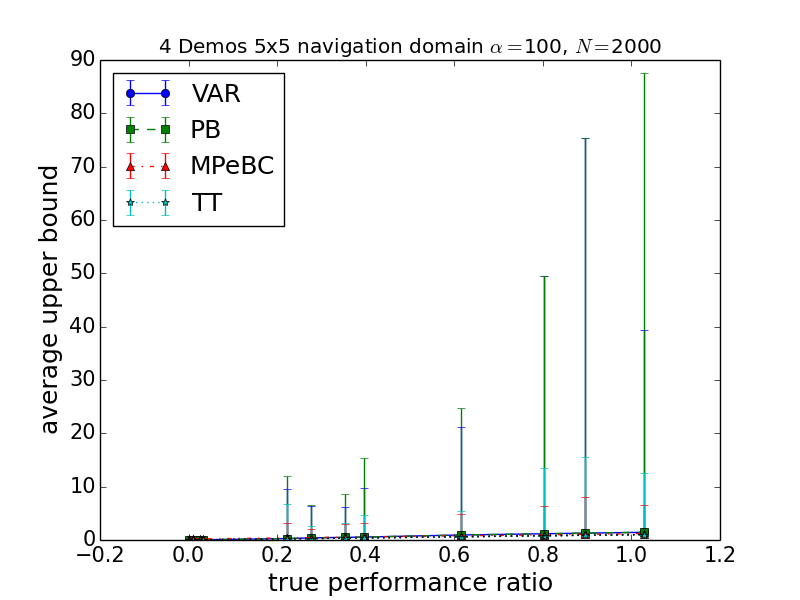 4 Demos 5x5 navigation domain α=100, N=2000
90
80
70
60
50
40
30
20
10
0
average upper bound
VAR
PB
MPeBC
TT
−0.2 0.0 0.2 0.4 0.6 0.8 1.0 1.2
true performance ratio